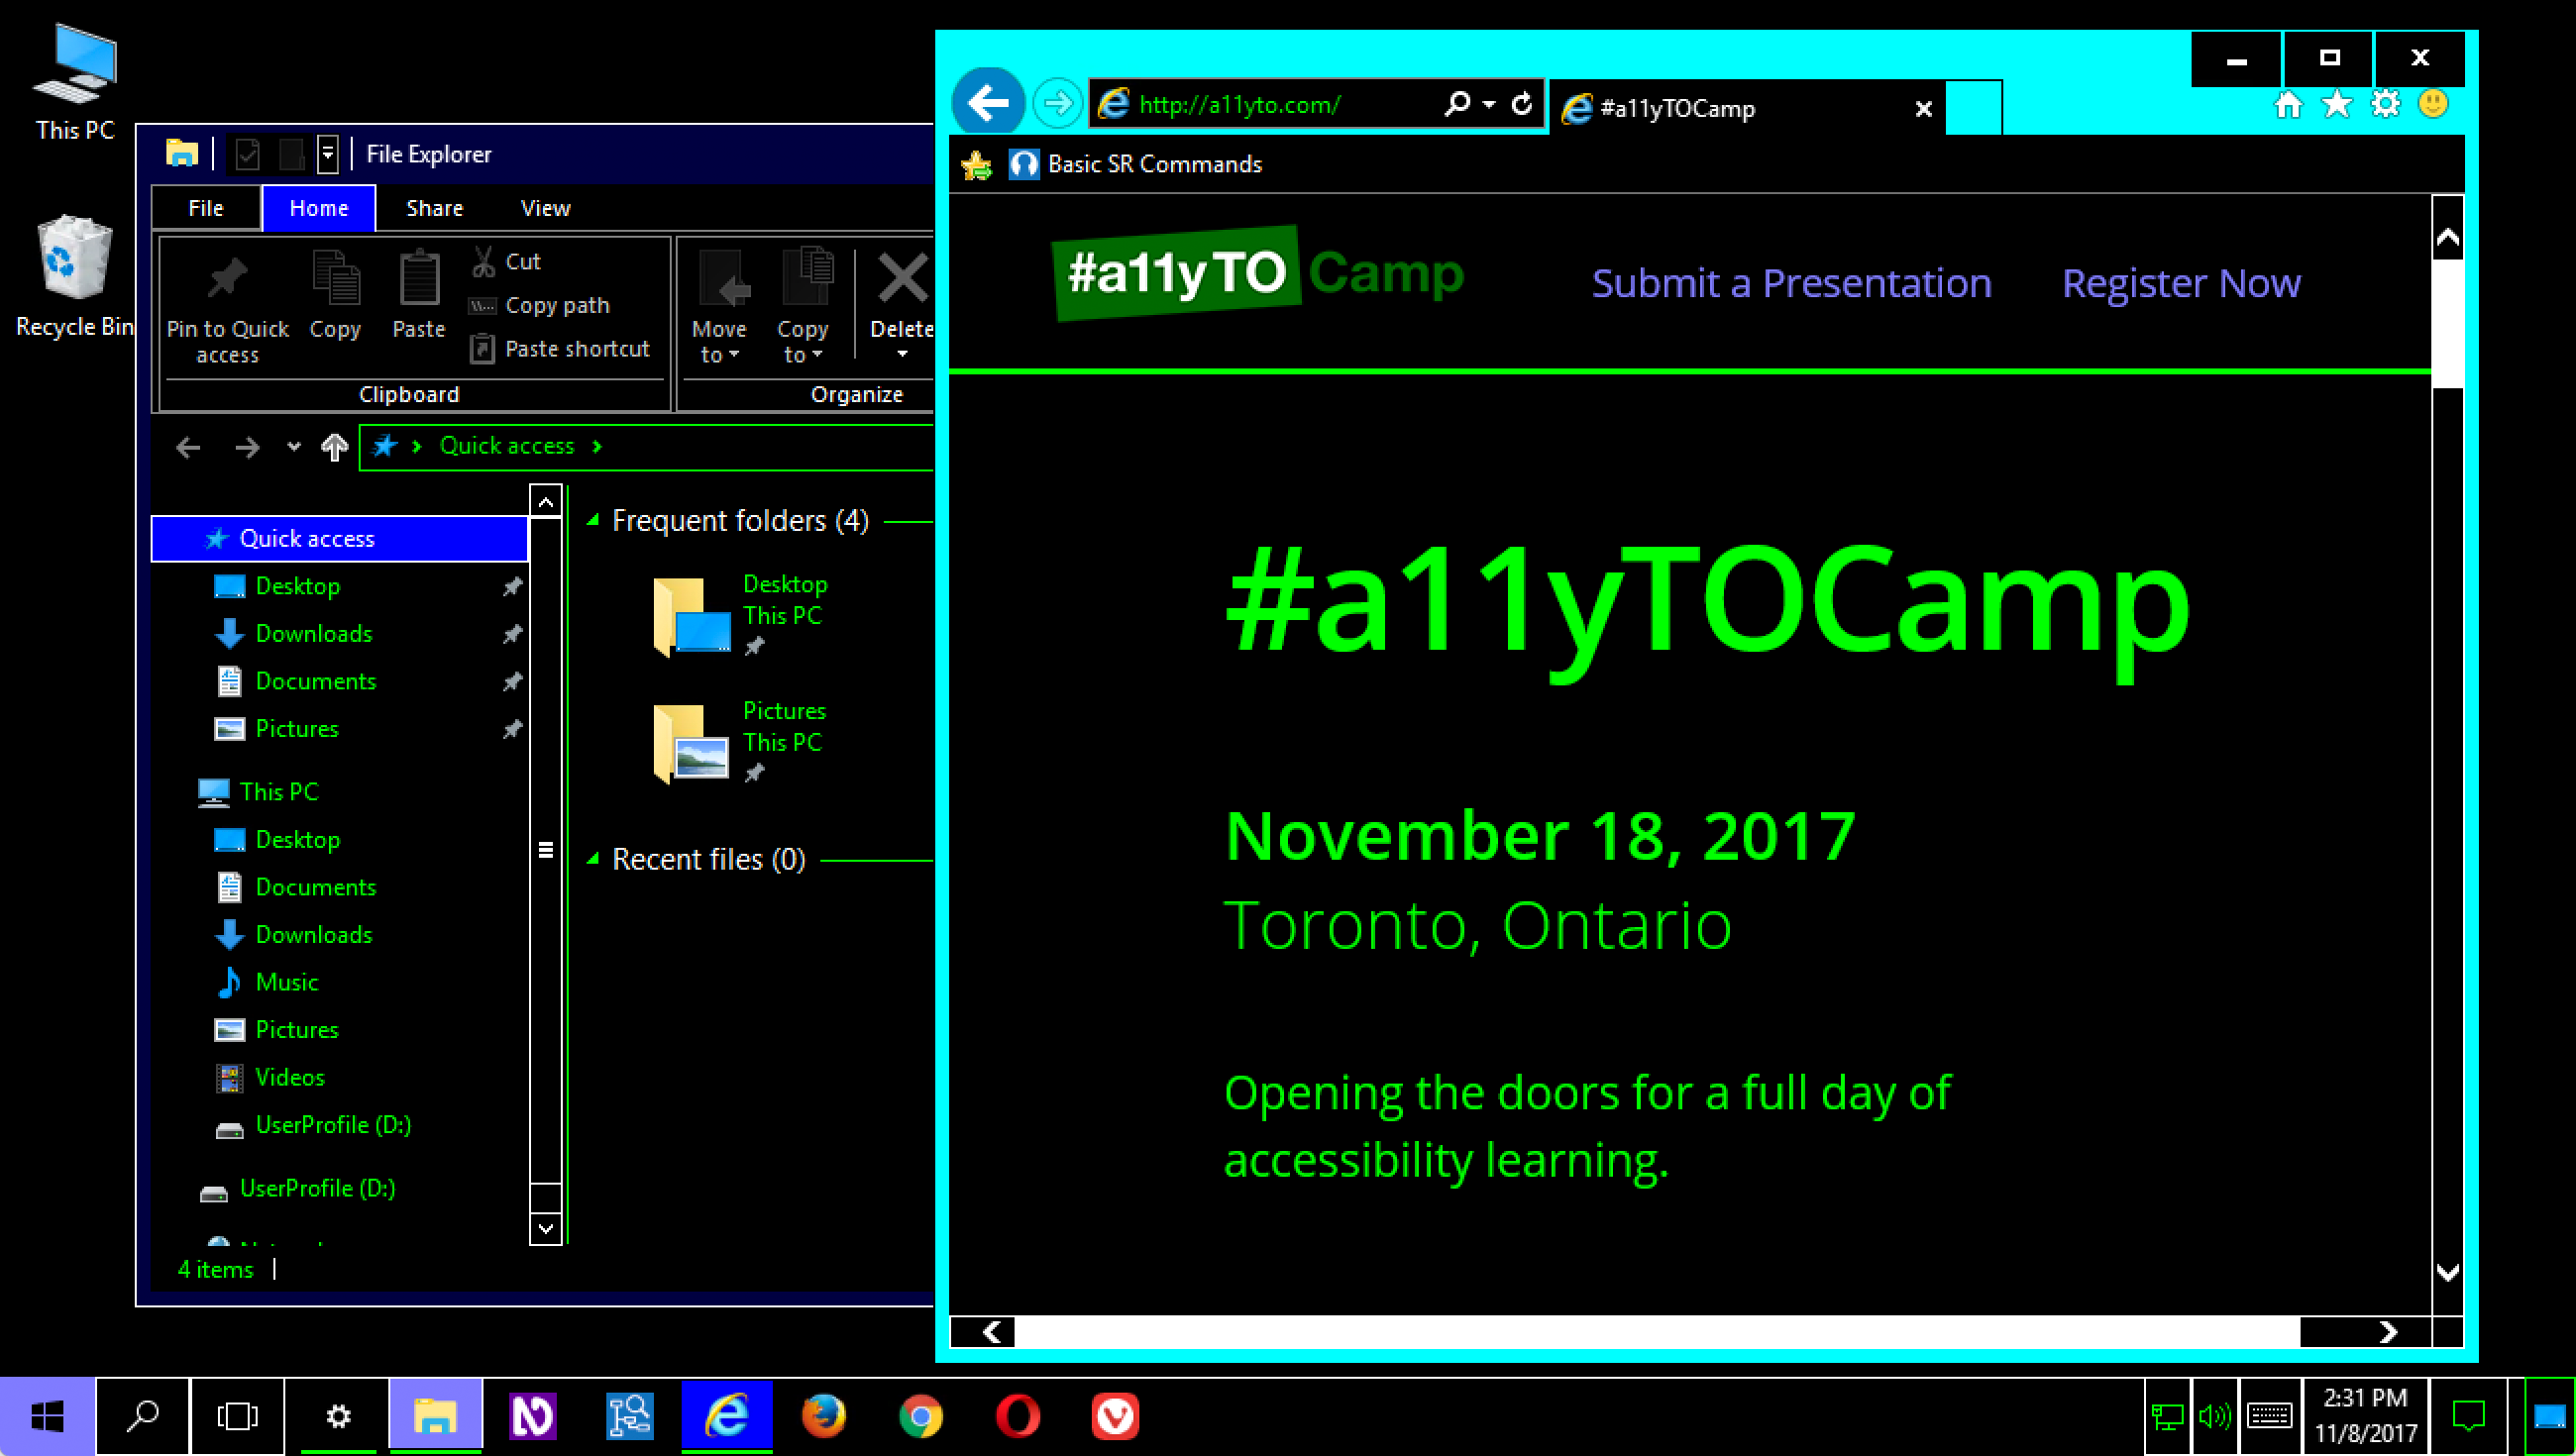 This PC
Recycle Bin
File Explorer
File Home Share View
Pin to Quick access
Copy
Paste
Cut
Copy path
Paste shortcut
Clipboard
Move to
Copy to
Delete
Organize
Quick access
Quick access
Desktop
Downloads
Documents
Pictures
This PC
Desktop
Documents
Downloads
Music
Pictures
Videos
UserProfile (D:)
UserProfile (D:)
4 items
Frequent folders (4)
Desktop
This PC
Pictures
This PC
Recent files (0)
http://a11yto.com/
#a11yTOCamp
Basic SR Commands
#a11yTO Camp
Submit a Presentation
Register Now
#a11yTOCamp
November 18, 2017
Toronto, Ontario
Opening the doors for a full day of
accessibility learning.
2:31 PM
11/8/2017